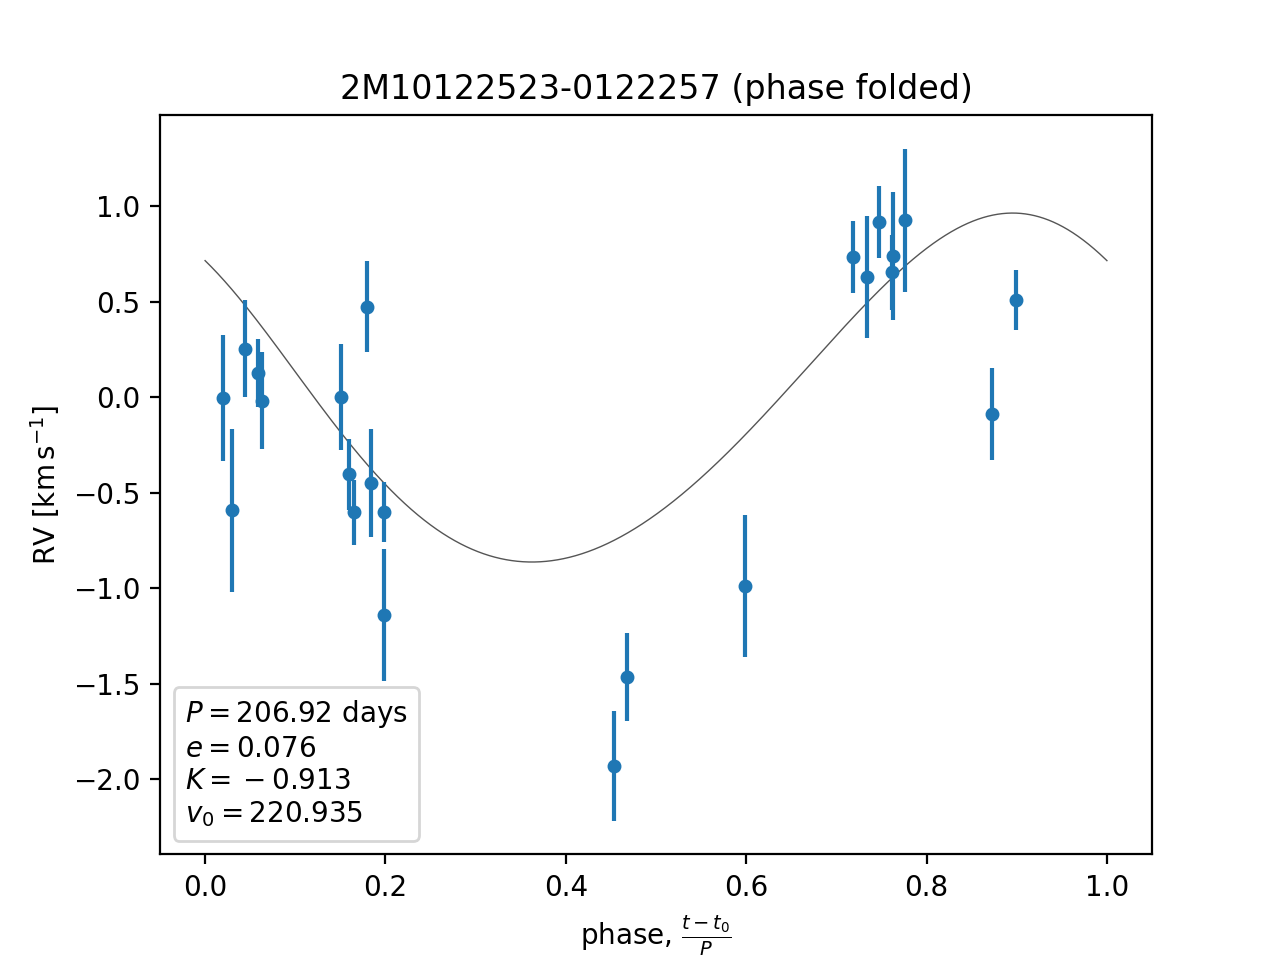 2M10122523-0122257 (phase folded)
RV [km s⁻¹]
1.0
0.5
0.0
−0.5
−1.0
−1.5
−2.0
P = 206.92 days
e = 0.076
K = −0.913
v₀ = 220.935
0.0 0.2 0.4 0.6 0.8 1.0
phase, (t − t₀)/P